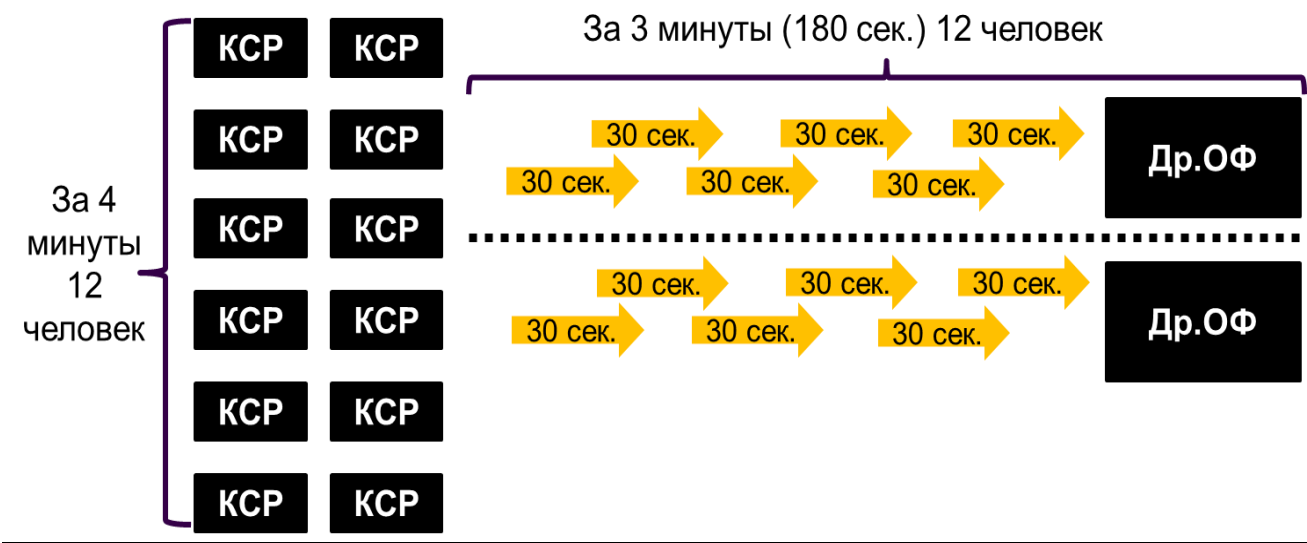 За 3 минуты (180 сек.) 12 человек
КСР КСР
КСР КСР
КСР КСР
КСР КСР
КСР КСР
КСР КСР
За 4
минуты
12
человек
30 сек. 30 сек. 30 сек.
30 сек. 30 сек. 30 сек.
Др.ОФ
30 сек. 30 сек. 30 сек.
30 сек. 30 сек. 30 сек.
Др.ОФ